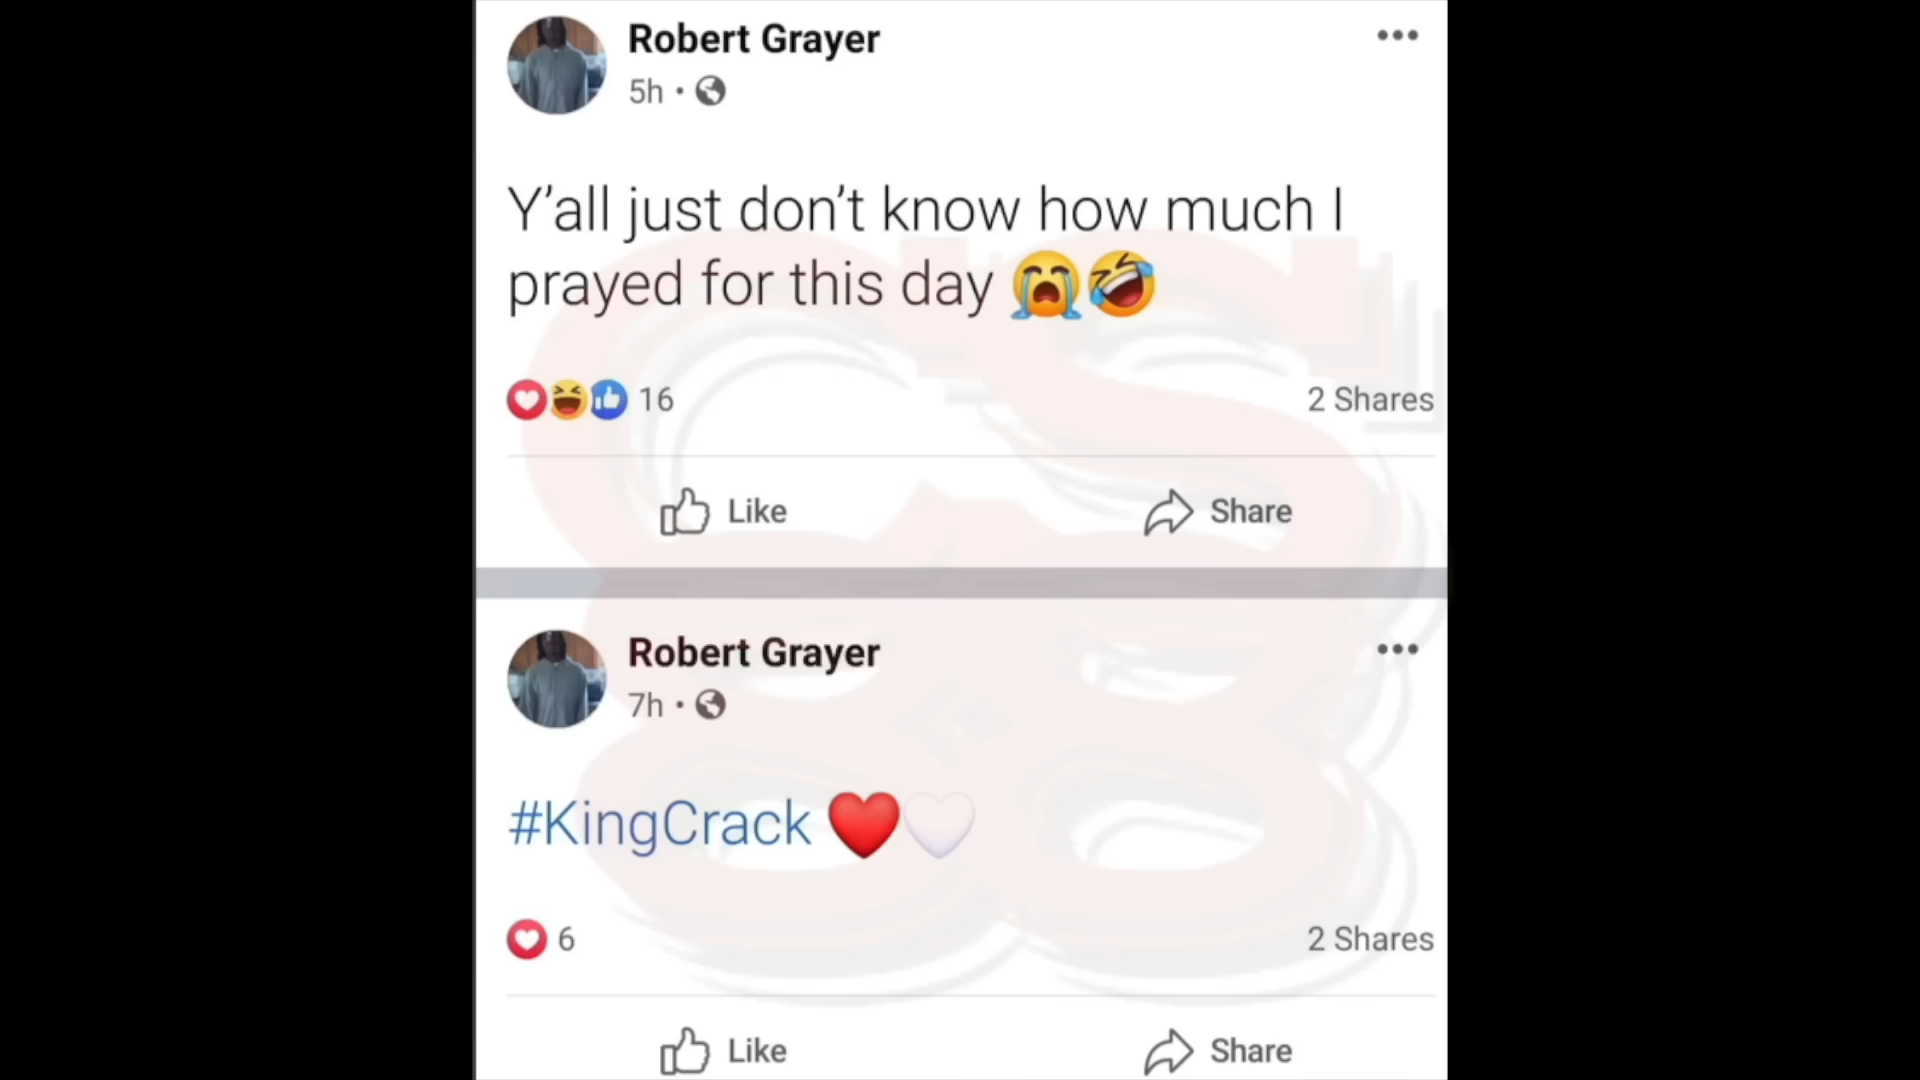 Robert Grayer
5h •
Y'all just don't know how much I
prayed for this day 😭🤣
16
2 Shares
Like
Share
Robert Grayer
7h •
#KingCrack ❤️🤍
6
2 Shares
Like
Share